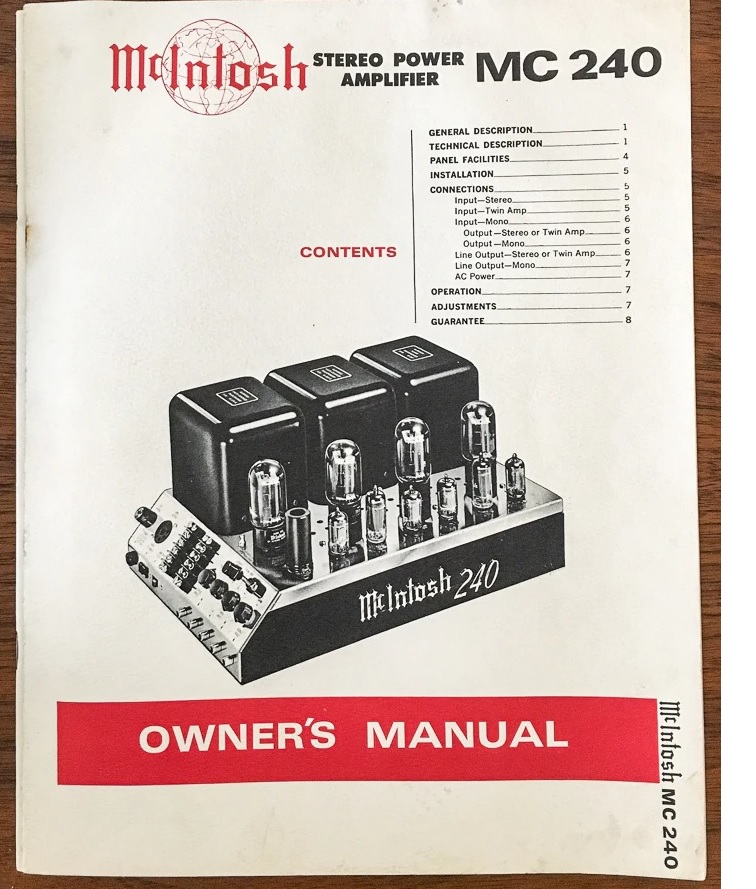 McIntosh STEREO POWER AMPLIFIER MC 240
CONTENTS
GENERAL DESCRIPTION 1
TECHNICAL DESCRIPTION 1
PANEL FACILITIES 4
INSTALLATION 5
CONNECTIONS 5
Input—Stereo 5
Input—Twin Amp 5
Input—Mono 6
Output—Stereo or Twin Amp 6
Output—Mono 6
Line Output—Stereo or Twin Amp 6
Line Output—Mono 7
AC Power 7
OPERATION 7
ADJUSTMENTS 7
GUARANTEE 8
McIntosh 240
OWNER'S MANUAL
McIntosh MC 240